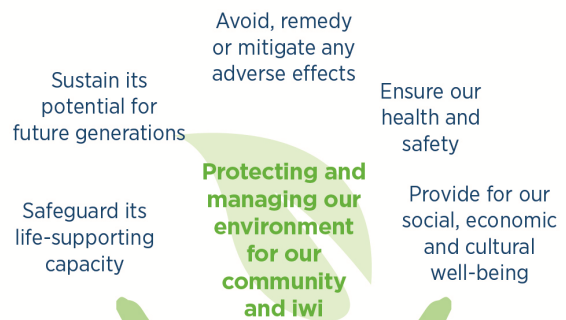 Avoid, remedy
or mitigate any
adverse effects
Sustain its
potential for
future generations
Ensure our
health and
safety
Protecting and
managing our
environment
for our
community
and iwi
Safeguard its
life-supporting
capacity
Provide for our
social, economic
and cultural
well-being